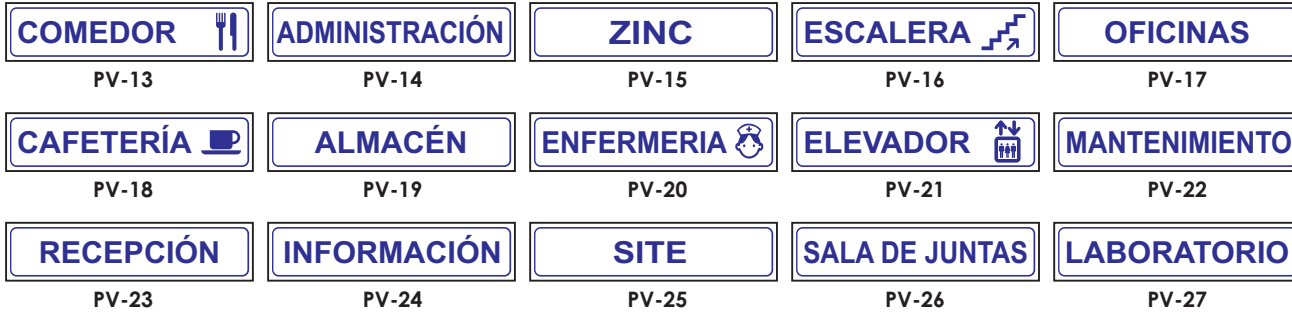 COMEDOR ADMINISTRACIÓN ZINC ESCALERA OFICINAS
PV-13 PV-14 PV-15 PV-16 PV-17
CAFETERÍA ALMACÉN ENFERMERIA ELEVADOR MANTENIMIENTO
PV-18 PV-19 PV-20 PV-21 PV-22
RECEPCIÓN INFORMACIÓN SITE SALA DE JUNTAS LABORATORIO
PV-23 PV-24 PV-25 PV-26 PV-27